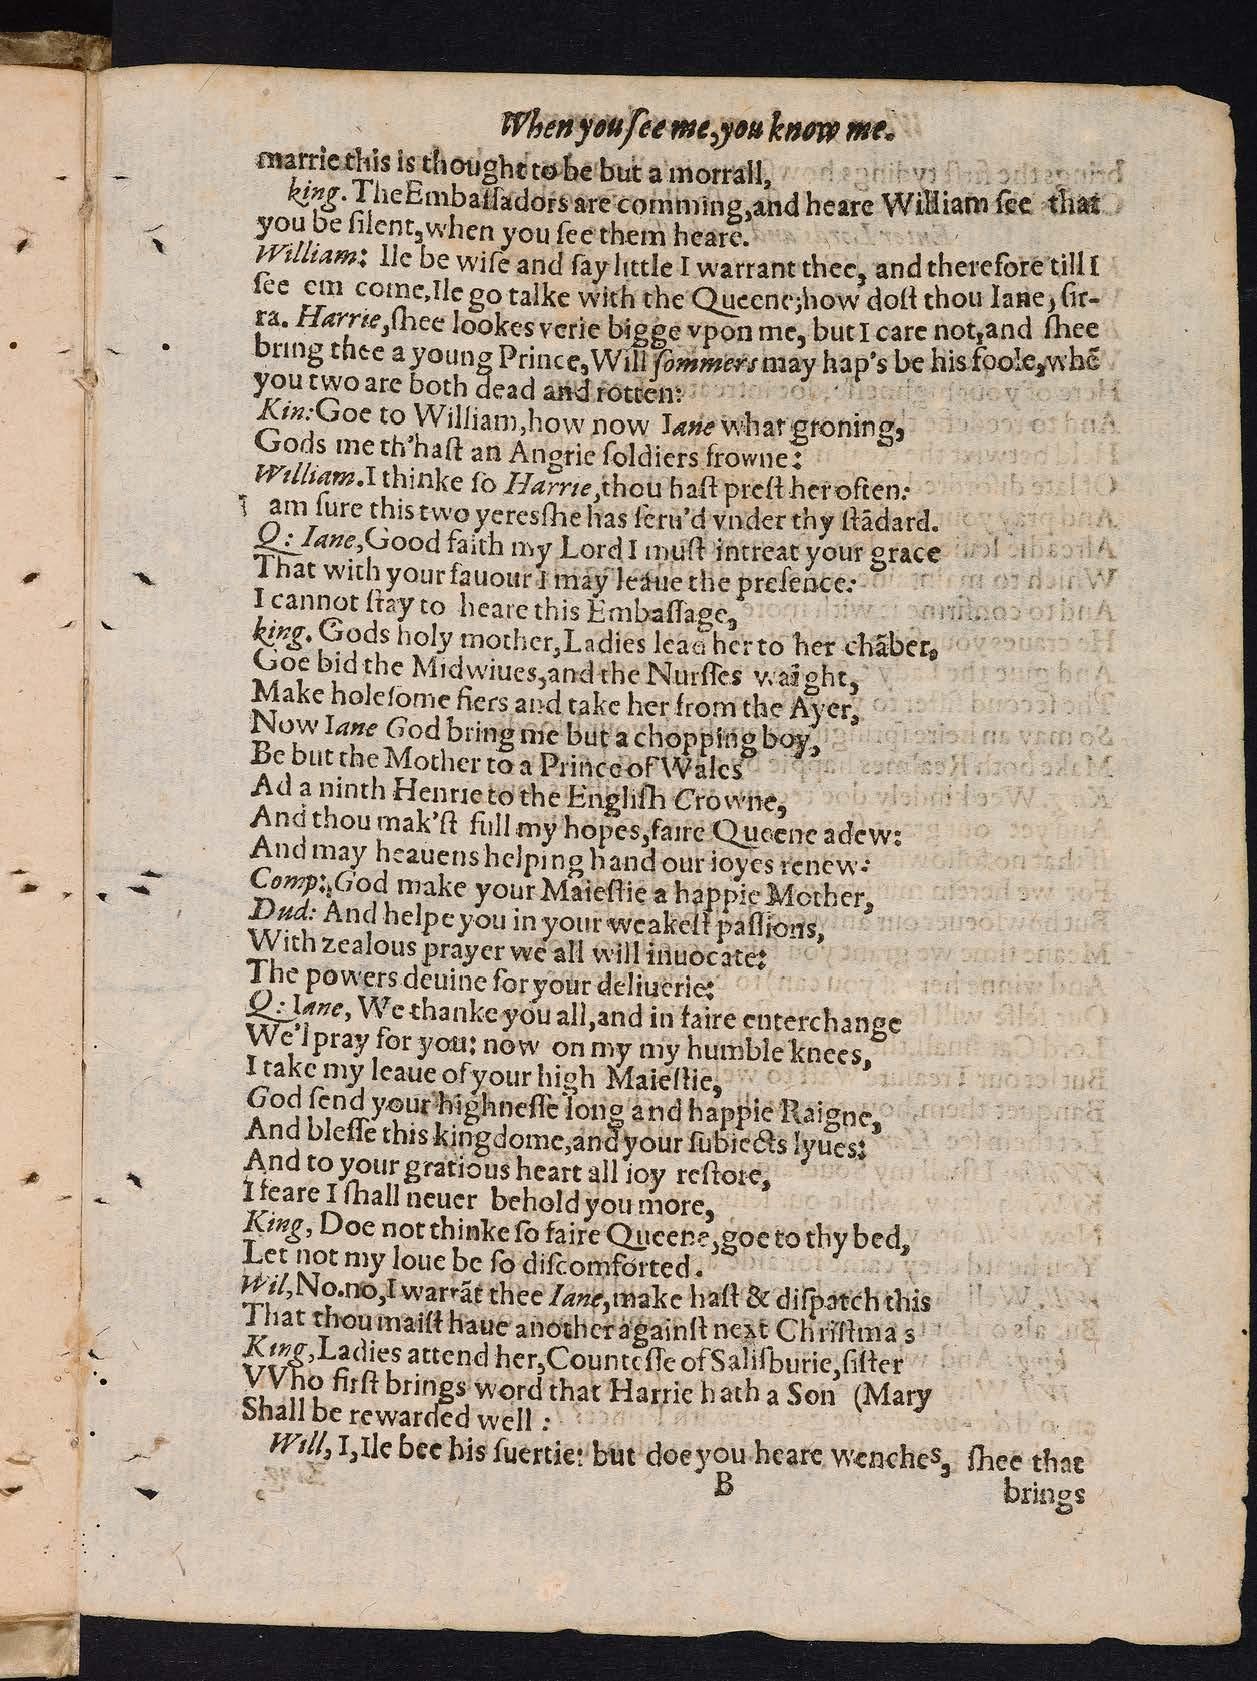 When you ſee me, you know me.
marrie this is thought to be but a morrall,
king. The Embaſſadors are comming, and heare William ſee that
you be ſilent, when you ſee them heare.
William: Ile be wiſe and ſay little I warrant thee, and therefore till I
ſee em come, Ile go talke with the Queene; how doſt thou Iane, ſir-
ra. Harrie, ſhee lookes verie bigge vpon me, but I care not, and ſhee
bring thee a young Prince, Will ſommers may hap's be his foole, whē
you two are both dead and rotten:
Kin: Goe to William, how now Iane what groning,
Gods me th'haſt an Angrie ſoldiers frowne:
William. I thinke ſo Harrie, thou haſt preſt her often:
I am ſure this two yeres ſhe has ſeru'd vnder thy ſtādard.
Q: Iane, Good faith my Lord I muſt intreat your grace
That with your fauour I may leaue the preſence:
I cannot ſtay to heare this Embaſſage,
king. Gods holy mother, Ladies lead her to her chāber,
Goe bid the Midwiues, and the Nurſſes waight,
Make holeſome fiers and take her from the Ayer,
Now Iane God bring me but a chopping boy,
Be but the Mother to a Prince of Wales
Ad a ninth Henrie to the Engliſh Crowne,
And thou mak'ſt full my hopes, faire Queene adew:
And may heauens helping hand our ioyes renew:
Comp: God make your Maieſtie a happie Mother,
Dud: And helpe you in your weakeſt paſſions,
With zealous prayer we all will inuocate:
The powers deuine for your deliuerie:
Q: Iane, We thanke you all, and in faire enterchange
We'l pray for you: now on my my humble knees,
I take my leaue of your high Maieſtie,
God ſend your highneſſe long and happie Raigne,
And bleſſe this kingdome, and your ſubiects lyues:
And to your gratious heart all ioy reſtore,
I feare I ſhall neuer behold you more,
King, Doe not thinke ſo faire Queene, goe to thy bed,
Let not my loue be ſo diſcomforted.
Wil, No. no, I warrāt thee Iane, make haſt & diſpatch this
That thou maiſt haue another againſt next Chriſtmas
King, Ladies attend her, Counteſſe of Saliſburie, ſiſter
VVho firſt brings word that Harrie hath a Son (Mary
Shall be rewarded well:
Will, I, Ile bee his ſuertie: but doe you heare wenches, ſhee that
B
brings